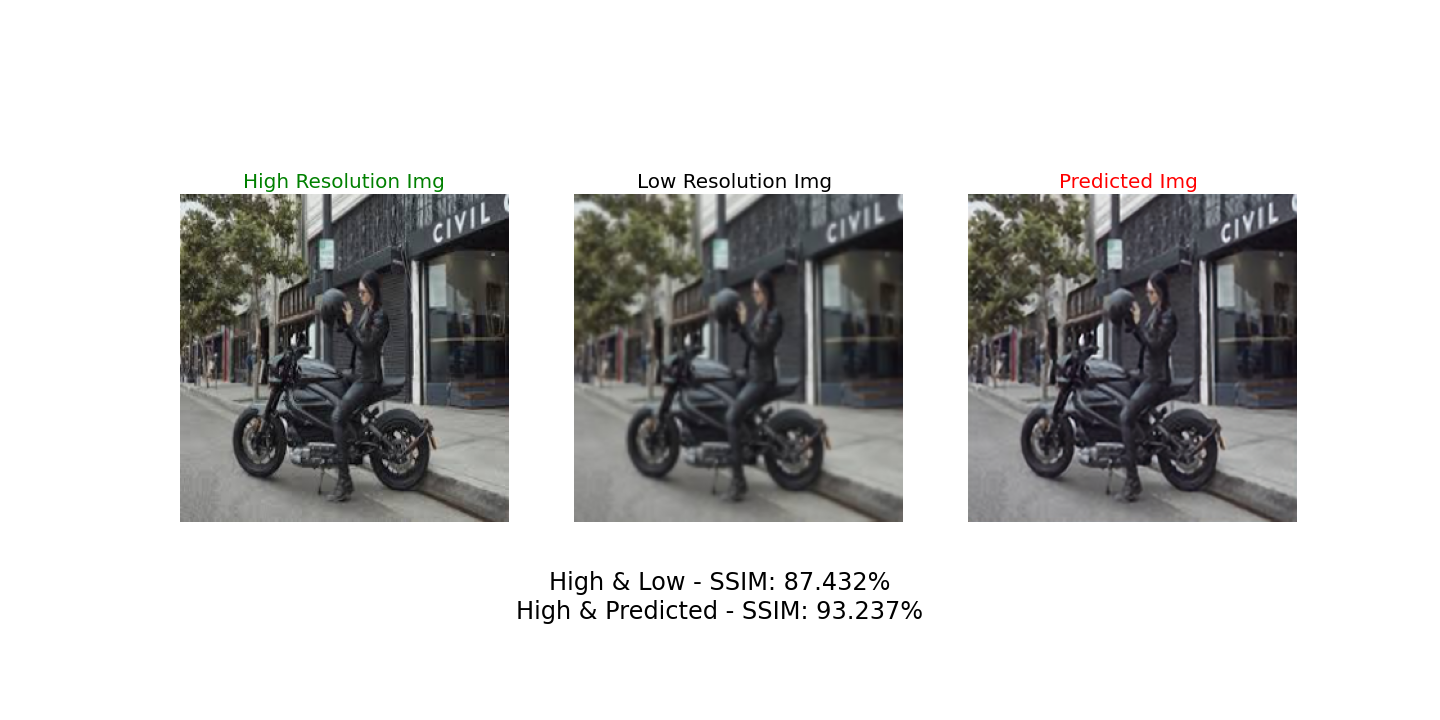 High Resolution Img
Low Resolution Img
Predicted Img
CIVIL
CIVIL
CIVIL
High & Low - SSIM: 87.432%
High & Predicted - SSIM: 93.237%